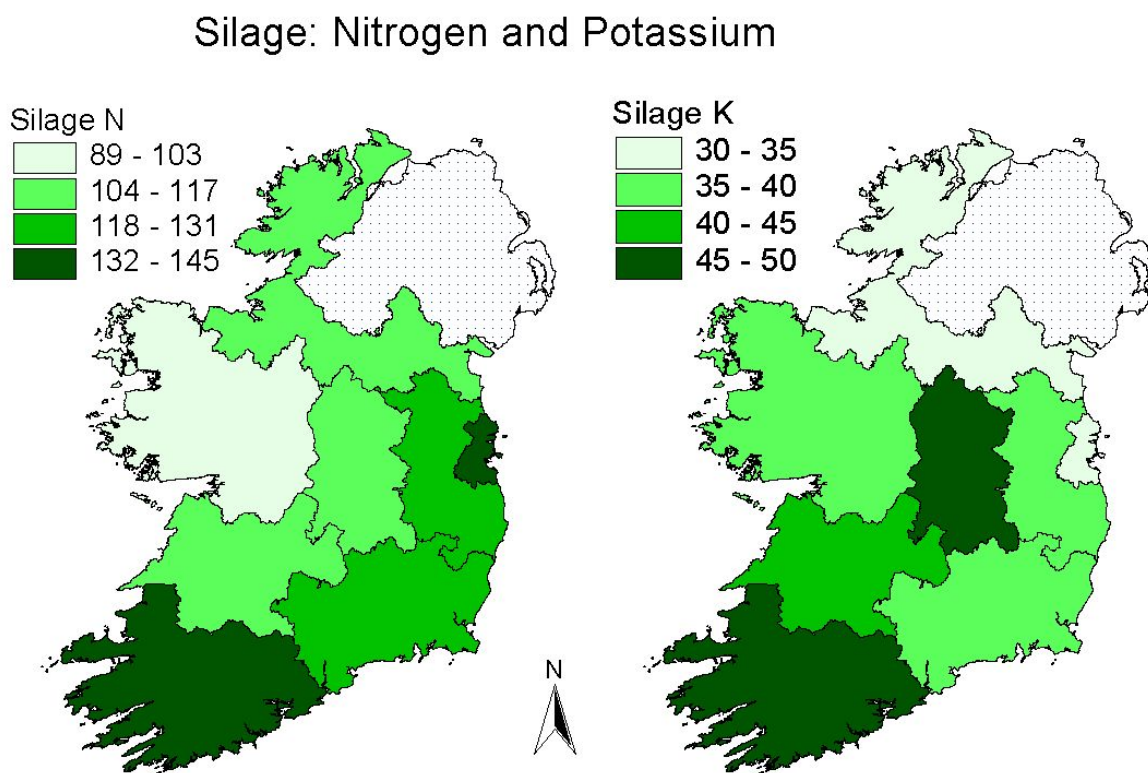 Silage: Nitrogen and Potassium
Silage N
89 - 103
104 - 117
118 - 131
132 - 145
Silage K
30 - 35
35 - 40
40 - 45
45 - 50
N